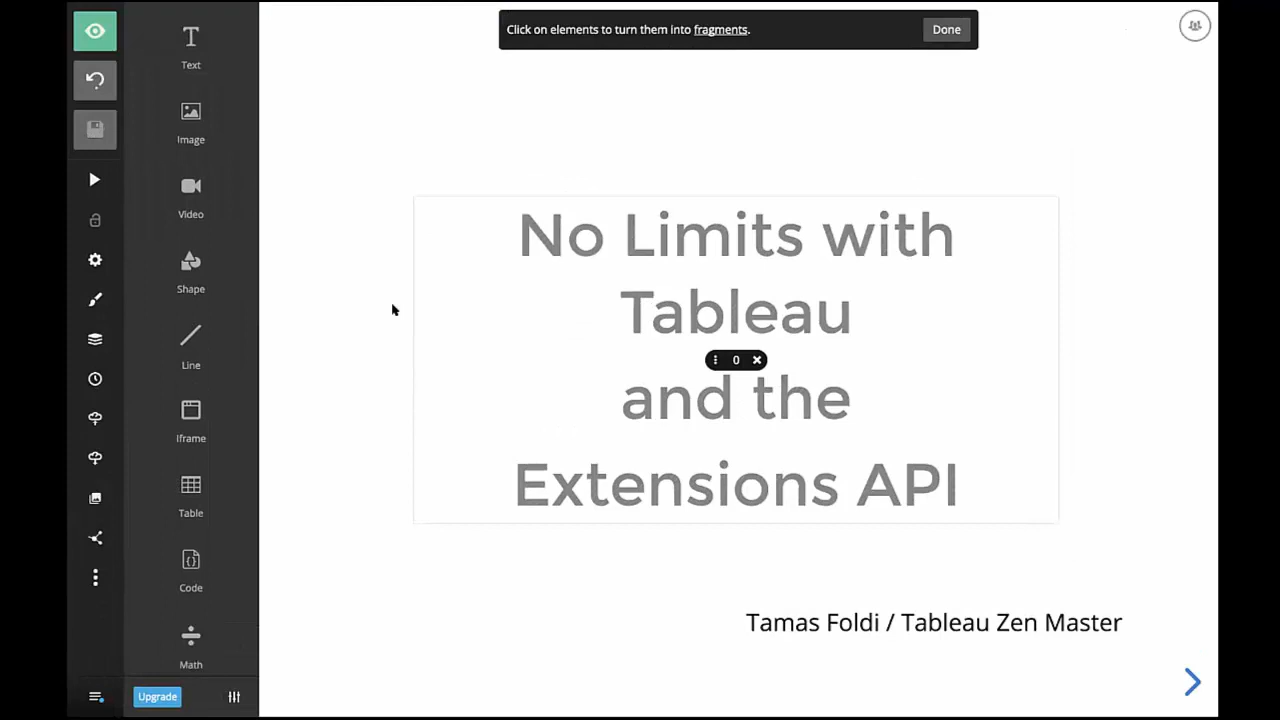 Click on elements to turn them into fragments.
Done
Text
Image
Video
Shape
Line
Iframe
Table
Code
Math
Upgrade
No Limits with
Tableau
0
and the
Extensions API
Tamas Foldi / Tableau Zen Master